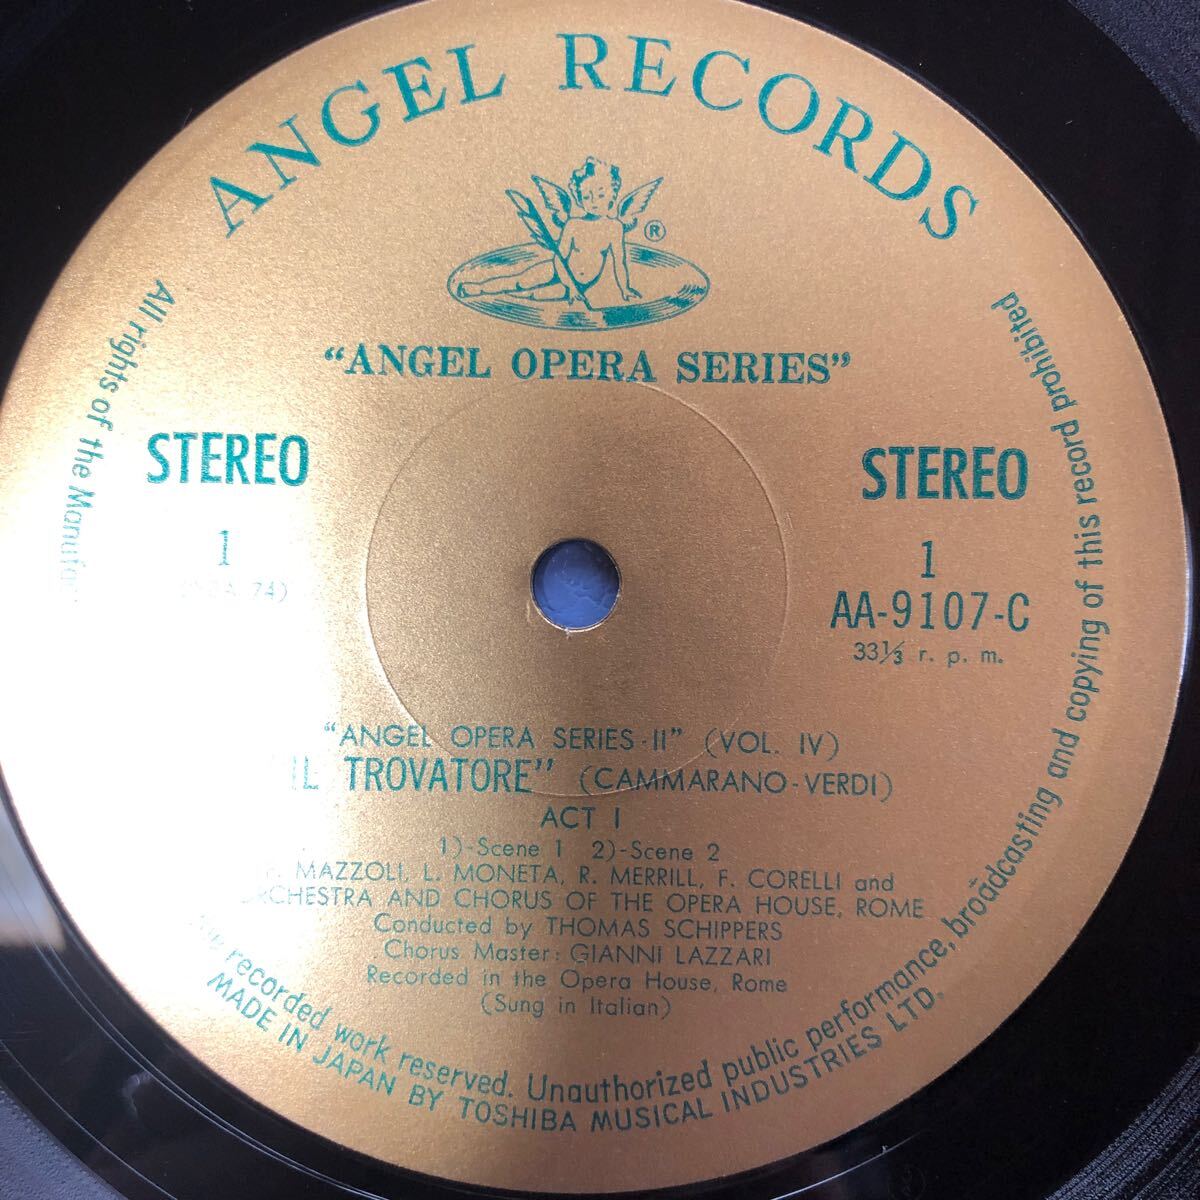 ANGEL RECORDS
®
"ANGEL OPERA SERIES"
STEREO
STEREO
1
1
74)
AA-9107-C
33⅓ r. p. m.
"ANGEL OPERA SERIES-II" (VOL. IV)
IL TROVATORE" (CAMMARANO-VERDI)
ACT I
1)-Scene 1 2)-Scene 2
MAZZOLI, L. MONETA, R. MERRILL, F. CORELLI and
ORCHESTRA AND CHORUS OF THE OPERA HOUSE, ROME
Conducted by THOMAS SCHIPPERS
Chorus Master: GIANNI LAZZARI
Recorded in the Opera House, Rome
(Sung in Italian)
All rights of the
recorded work reserved. Unauthorized public performance, broadcasting and copying of this record prohibited
MADE IN JAPAN BY TOSHIBA MUSICAL INDUSTRIES LTD.